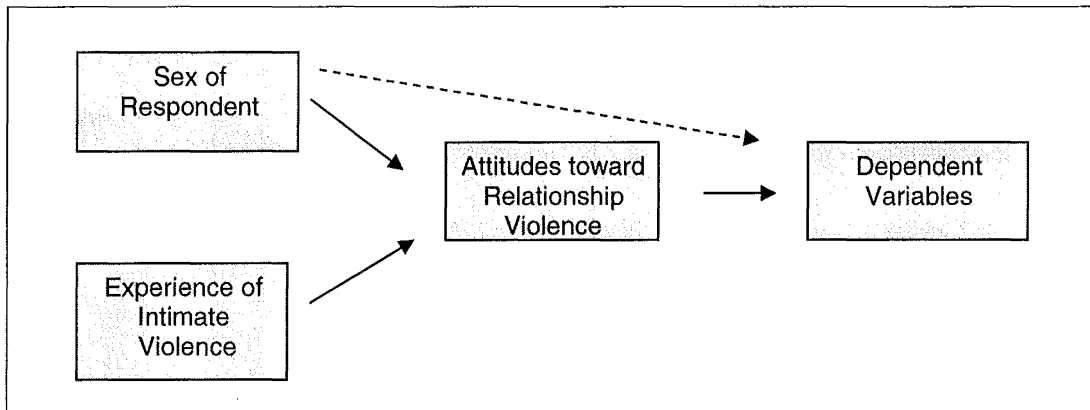 Sex of
Respondent
Attitudes toward
Relationship
Violence
Dependent
Variables
Experience of
Intimate
Violence